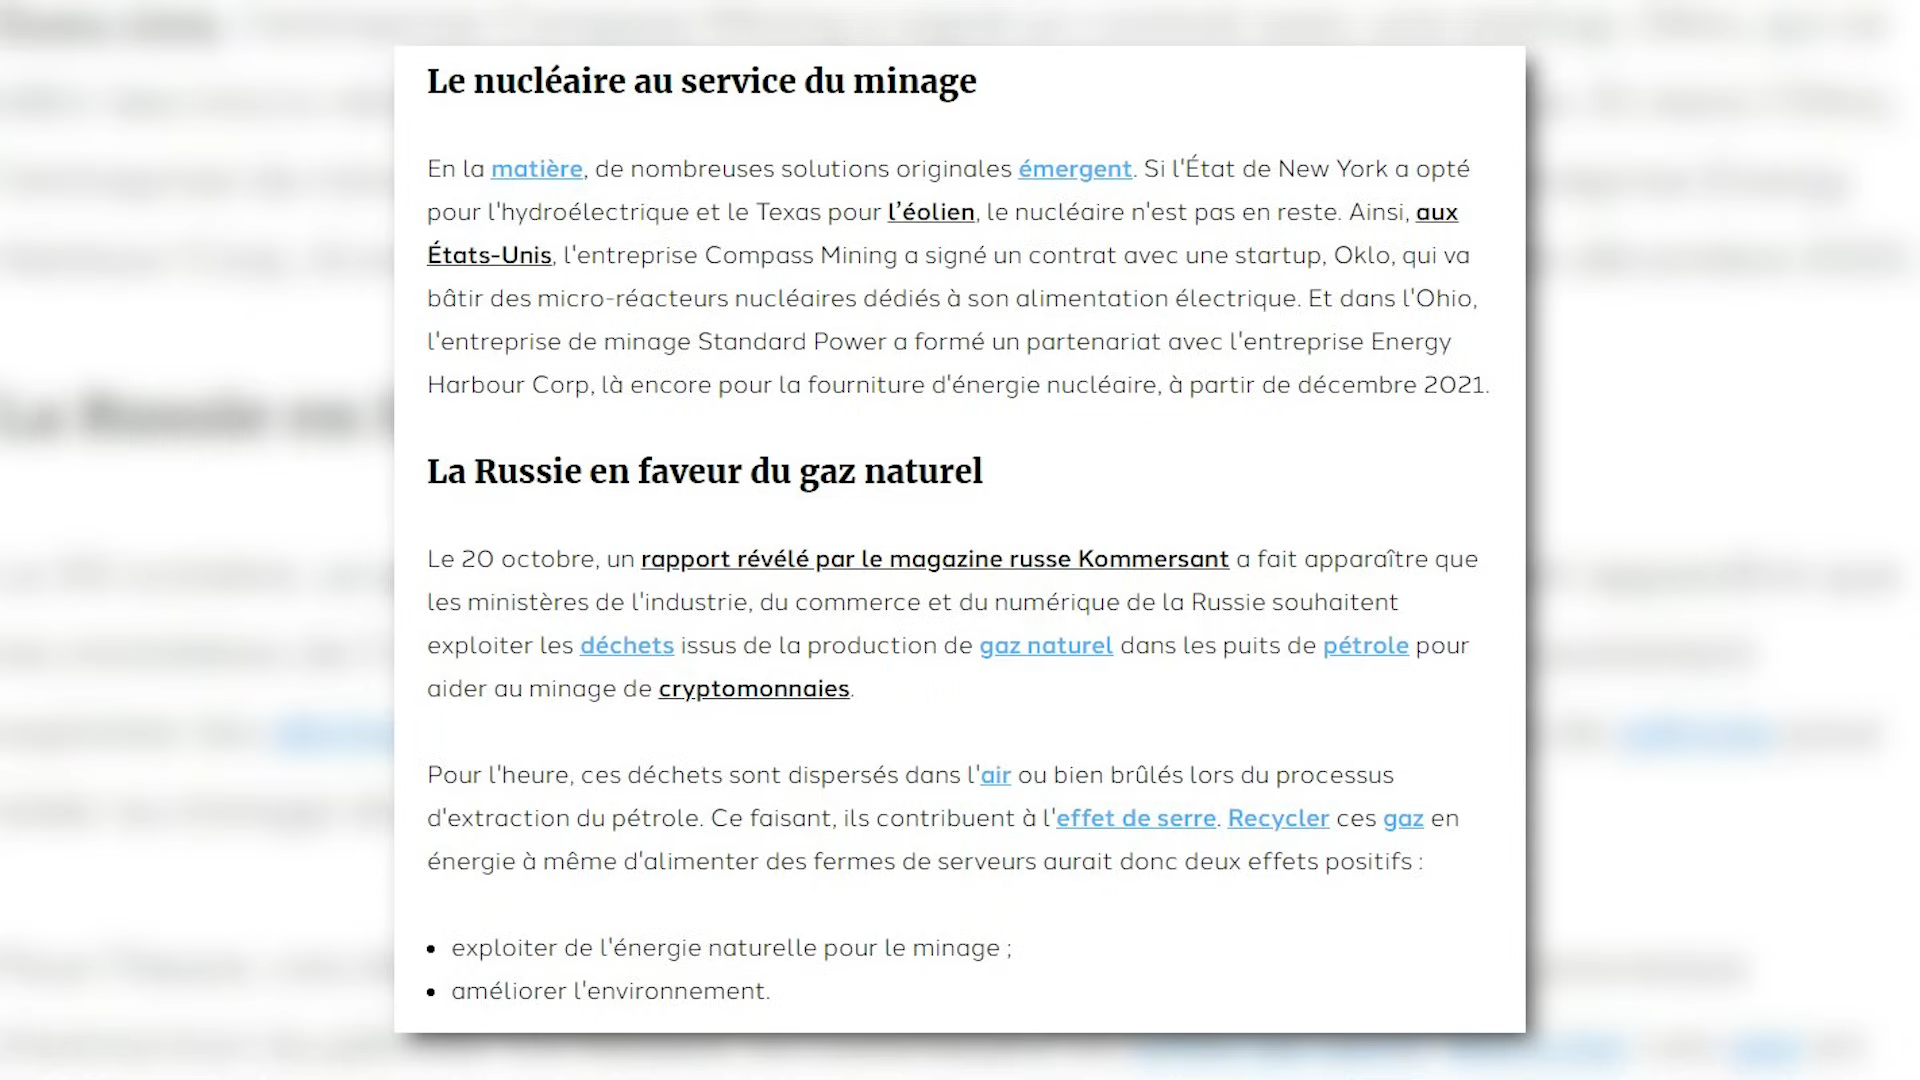 Le nucléaire au service du minage
En la matière, de nombreuses solutions originales émergent. Si l'État de New York a opté
pour l'hydroélectrique et le Texas pour l’éolien, le nucléaire n'est pas en reste. Ainsi, aux
États-Unis, l'entreprise Compass Mining a signé un contrat avec une startup, Oklo, qui va
bâtir des micro-réacteurs nucléaires dédiés à son alimentation électrique. Et dans l'Ohio,
l'entreprise de minage Standard Power a formé un partenariat avec l'entreprise Energy
Harbour Corp, là encore pour la fourniture d'énergie nucléaire, à partir de décembre 2021.
La Russie en faveur du gaz naturel
Le 20 octobre, un rapport révélé par le magazine russe Kommersant a fait apparaître que
les ministères de l'industrie, du commerce et du numérique de la Russie souhaitent
exploiter les déchets issus de la production de gaz naturel dans les puits de pétrole pour
aider au minage de cryptomonnaies.
Pour l'heure, ces déchets sont dispersés dans l'air ou bien brûlés lors du processus
d'extraction du pétrole. Ce faisant, ils contribuent à l'effet de serre. Recycler ces gaz en
énergie à même d'alimenter des fermes de serveurs aurait donc deux effets positifs :
• exploiter de l'énergie naturelle pour le minage ;
• améliorer l'environnement.